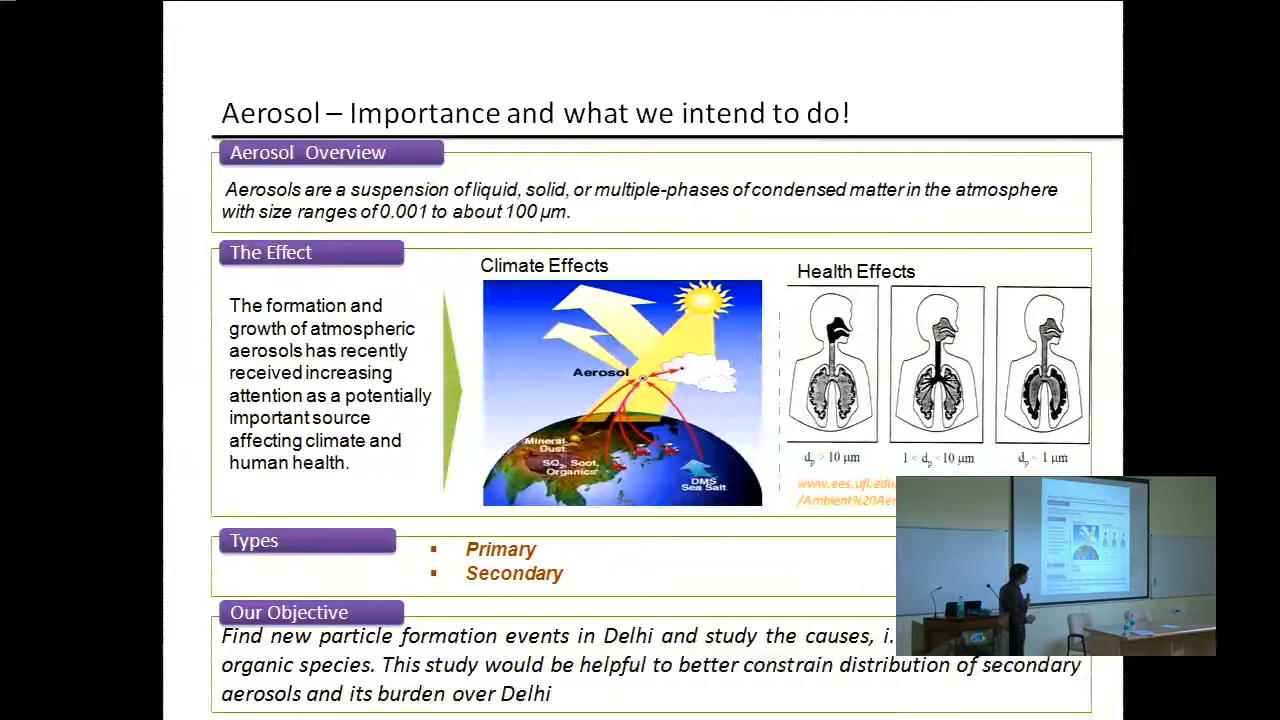 Aerosol – Importance and what we intend to do!
Aerosol Overview
Aerosols are a suspension of liquid, solid, or multiple-phases of condensed matter in the atmosphere
with size ranges of 0.001 to about 100 µm.
The Effect
The formation and
growth of atmospheric
aerosols has recently
received increasing
attention as a potentially
important source
affecting climate and
human health.
Climate Effects
Aerosol
Mineral
Dust
SO₂, Soot,
Organics
DMS
Sea Salt
Health Effects
dp > 10 µm
1 < dp < 10 µm
dp < 1 µm
www.ees.ufl.edu/
/Ambient%20Aer
Types
▪ Primary
▪ Secondary
Our Objective
Find new particle formation events in Delhi and study the causes, i.
organic species. This study would be helpful to better constrain distribution of secondary
aerosols and its burden over Delhi